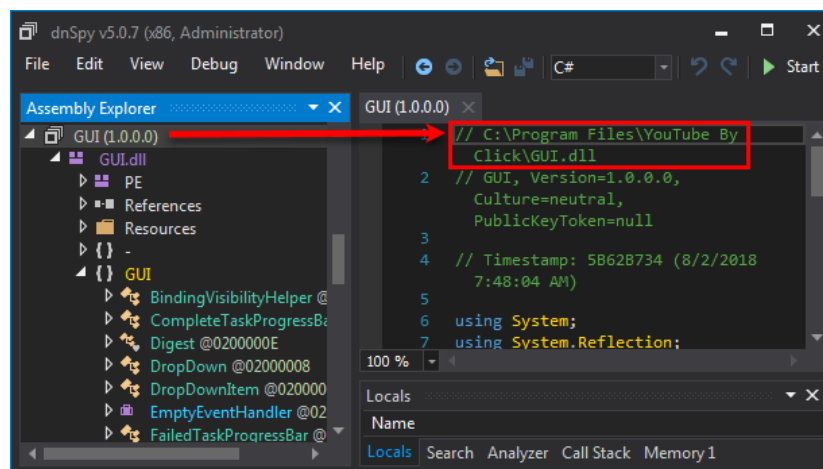 dnSpy v5.0.7 (x86, Administrator)
File Edit View Debug Window Help C# Start
Assembly Explorer
GUI (1.0.0.0)
GUI.dll
PE
References
Resources
{ } -
{ } GUI
BindingVisibilityHelper @
CompleteTaskProgressBa
Digest @0200000E
DropDown @02000008
DropDownItem @020000
EmptyEventHandler @02
FailedTaskProgressBar @
GUI (1.0.0.0)
1 // C:\Program Files\YouTube By
Click\GUI.dll
2 // GUI, Version=1.0.0.0,
Culture=neutral,
PublicKeyToken=null
3
4 // Timestamp: 5B62B734 (8/2/2018
7:48:04 AM)
5
6 using System;
7 using System.Reflection;
100 %
Locals
Name
Locals Search Analyzer Call Stack Memory 1